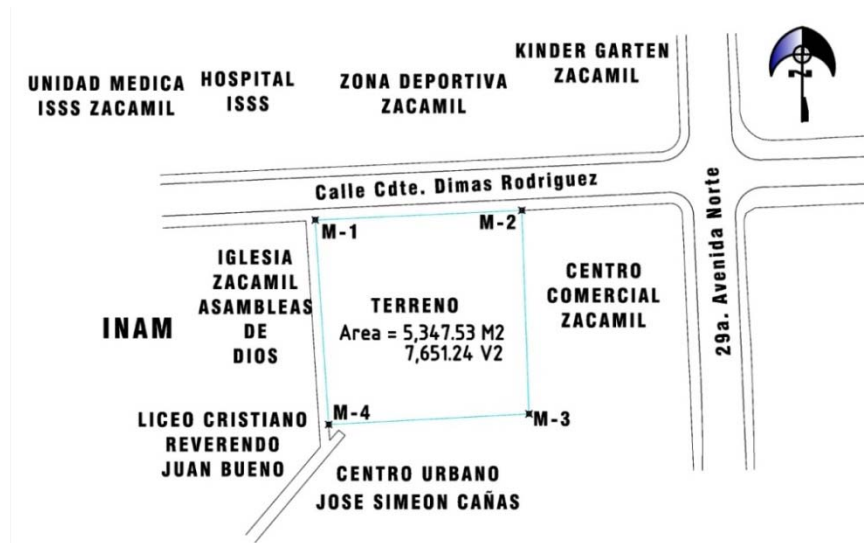 KINDER GARTEN
ZACAMIL
UNIDAD MEDICA
ISSS ZACAMIL
HOSPITAL
ISSS
ZONA DEPORTIVA
ZACAMIL
N
Calle Cdte. Dimas Rodriguez
29a. Avenida Norte
M-1
M-2
IGLESIA
ZACAMIL
ASAMBLEAS
DE
DIOS
INAM
TERRENO
Area = 5,347.53 M2
7,651.24 V2
CENTRO
COMERCIAL
ZACAMIL
M-4
M-3
LICEO CRISTIANO
REVERENDO
JUAN BUENO
CENTRO URBANO
JOSE SIMEON CAÑAS